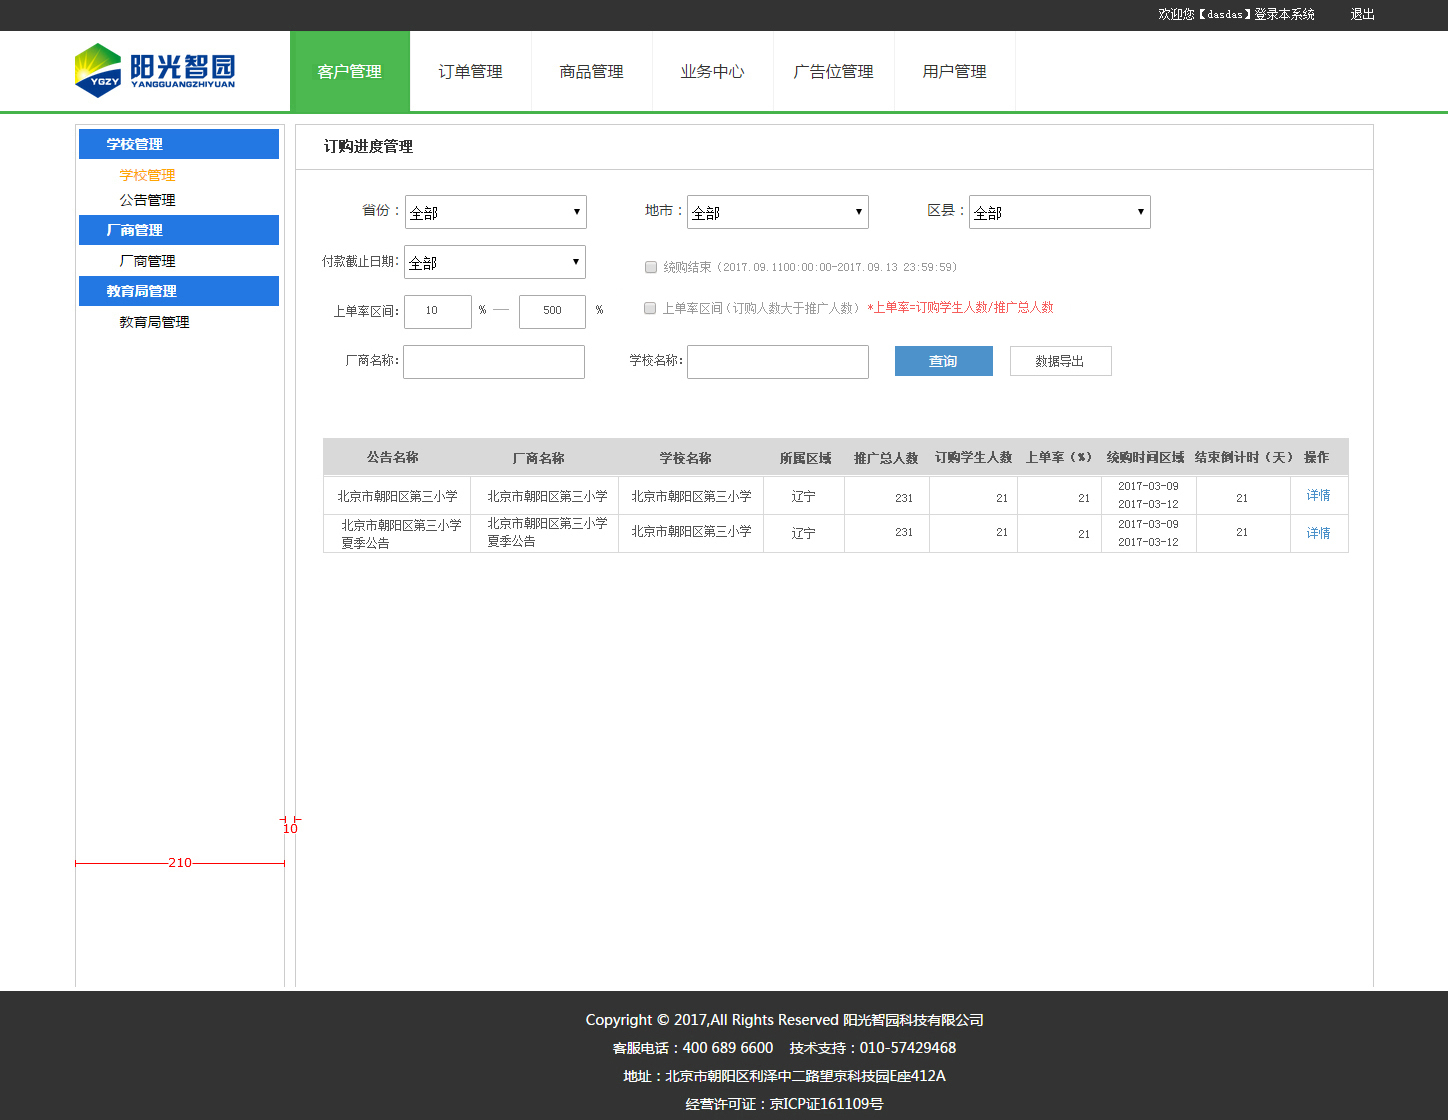 欢迎您【dasdas】登录本系统 退出
阳光智园
YGZY YANGGUANGZHIYUAN
客户管理 订单管理 商品管理 业务中心 广告位管理 用户管理
学校管理
学校管理
公告管理
厂商管理
厂商管理
教育局管理
教育局管理
订购进度管理
省份： 全部 地市： 全部 区县： 全部
付款截止日期： 全部 统购结束（2017.09.1100:00:00-2017.09.13 23:59:59）
上单率区间： 10 % — 500 % 上单率区间（订购人数大于推广人数） *上单率=订购学生人数/推广总人数
厂商名称： 学校名称： 查询 数据导出
公告名称 厂商名称 学校名称 所属区域 推广总人数 订购学生人数 上单率（%） 统购时间区域 结束倒计时（天） 操作
北京市朝阳区第三小学 北京市朝阳区第三小学 北京市朝阳区第三小学 辽宁 231 21 21 2017-03-09 21 详情
2017-03-12
北京市朝阳区第三小学 北京市朝阳区第三小学 北京市朝阳区第三小学 辽宁 231 21 21 2017-03-09 21 详情
夏季公告 夏季公告 2017-03-12
10
210
Copyright © 2017,All Rights Reserved 阳光智园科技有限公司
客服电话：400 689 6600 技术支持：010-57429468
地址：北京市朝阳区利泽中二路望京科技园E座412A
经营许可证：京ICP证161109号